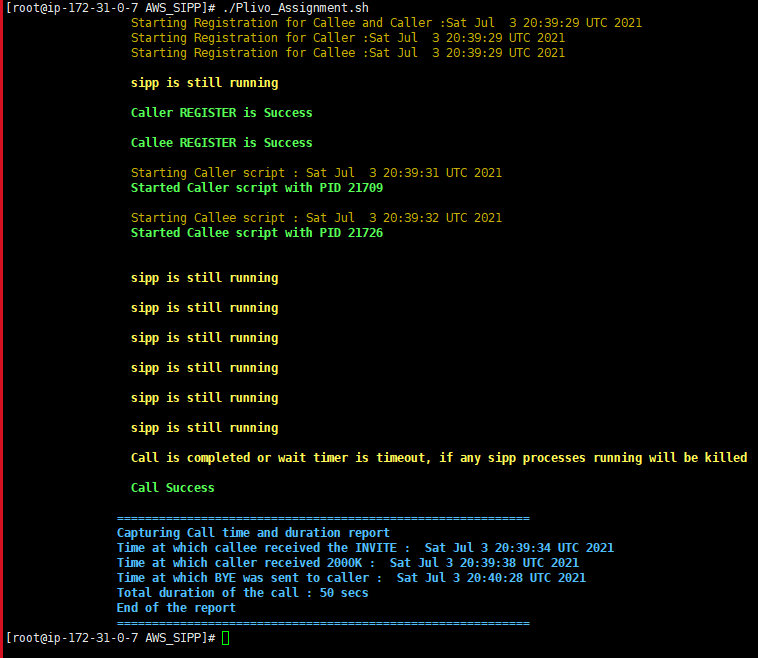 [root@ip-172-31-0-7 AWS_SIPP]# ./Plivo_Assignment.sh
Starting Registration for Callee and Caller :Sat Jul  3 20:39:29 UTC 2021
Starting Registration for Caller :Sat Jul  3 20:39:29 UTC 2021
Starting Registration for Callee :Sat Jul  3 20:39:29 UTC 2021
sipp is still running
Caller REGISTER is Success
Callee REGISTER is Success
Starting Caller script : Sat Jul  3 20:39:31 UTC 2021
Started Caller script with PID 21709
Starting Callee script : Sat Jul  3 20:39:32 UTC 2021
Started Callee script with PID 21726
sipp is still running
sipp is still running
sipp is still running
sipp is still running
sipp is still running
sipp is still running
Call is completed or wait timer is timeout, if any sipp processes running will be killed
Call Success
===========================================================
Capturing Call time and duration report
Time at which callee received the INVITE :  Sat Jul 3 20:39:34 UTC 2021
Time at which caller received 200OK :  Sat Jul 3 20:39:38 UTC 2021
Time at which BYE was sent to caller :  Sat Jul 3 20:40:28 UTC 2021
Total duration of the call : 50 secs
End of the report
===========================================================
[root@ip-172-31-0-7 AWS_SIPP]#